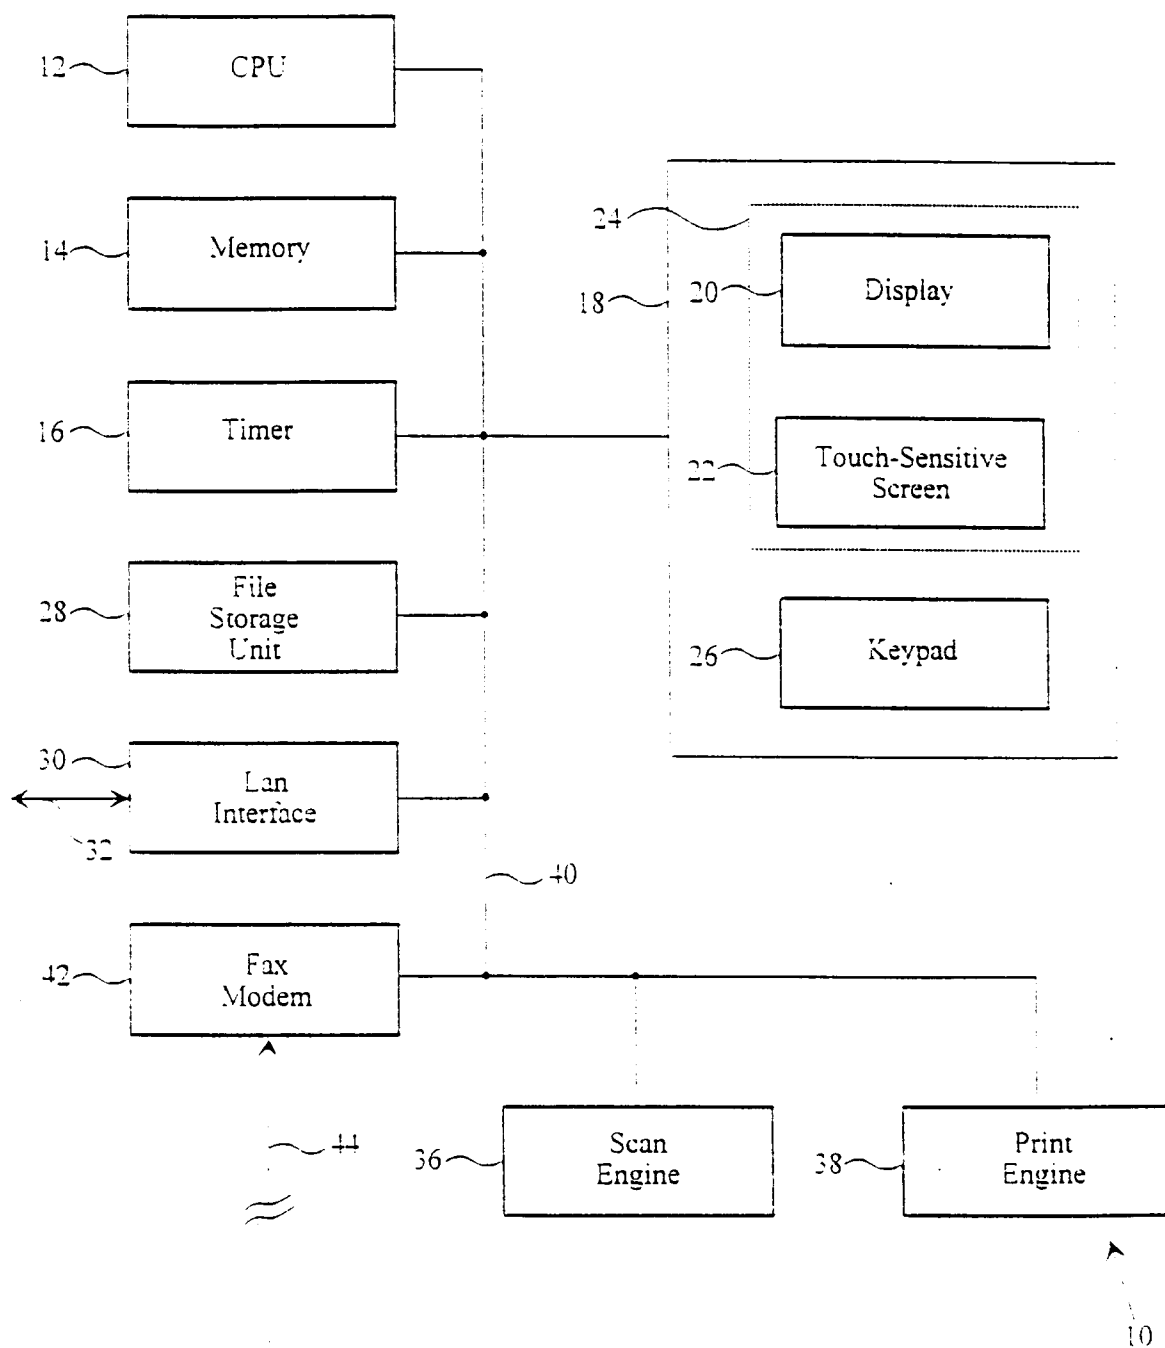 12
CPU
14
Memory
16
Timer
28
File
Storage
Unit
30
Lan
Interface
32
40
42
Fax
Modem
44
24
18
20
Display
22
Touch-Sensitive
Screen
26
Keypad
36
Scan
Engine
38
Print
Engine
10